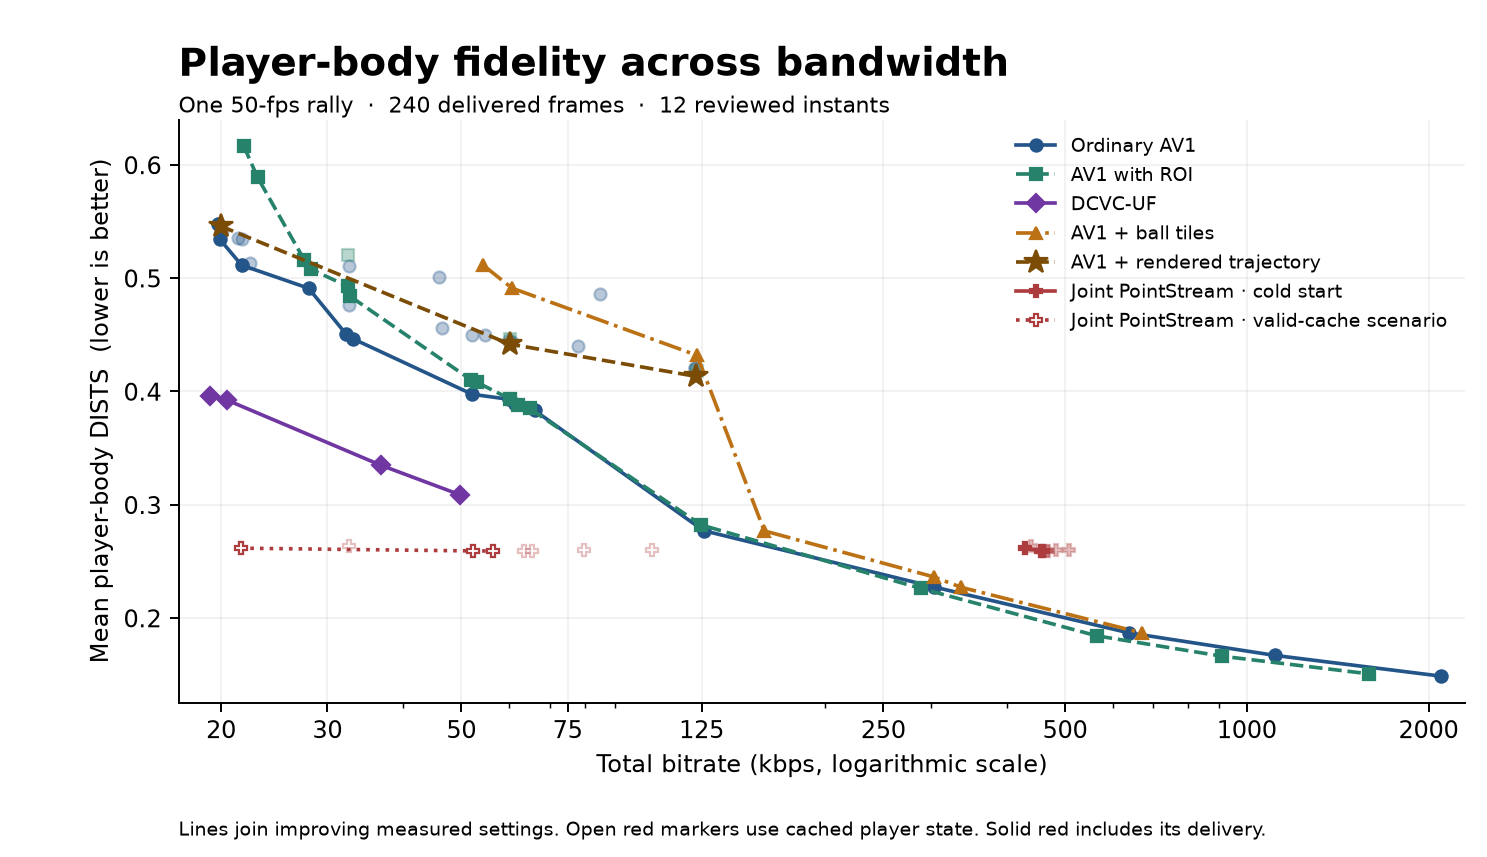 Player-body fidelity across bandwidth
One 50-fps rally · 240 delivered frames · 12 reviewed instants
Ordinary AV1
AV1 with ROI
DCVC-UF
AV1 + ball tiles
AV1 + rendered trajectory
Joint PointStream · cold start
Joint PointStream · valid-cache scenario
Mean player-body DISTS (lower is better)
0.6
0.5
0.4
0.3
0.2
20 30 50 75 125 250 500 1000 2000
Total bitrate (kbps, logarithmic scale)
Lines join improving measured settings. Open red markers use cached player state. Solid red includes its delivery.